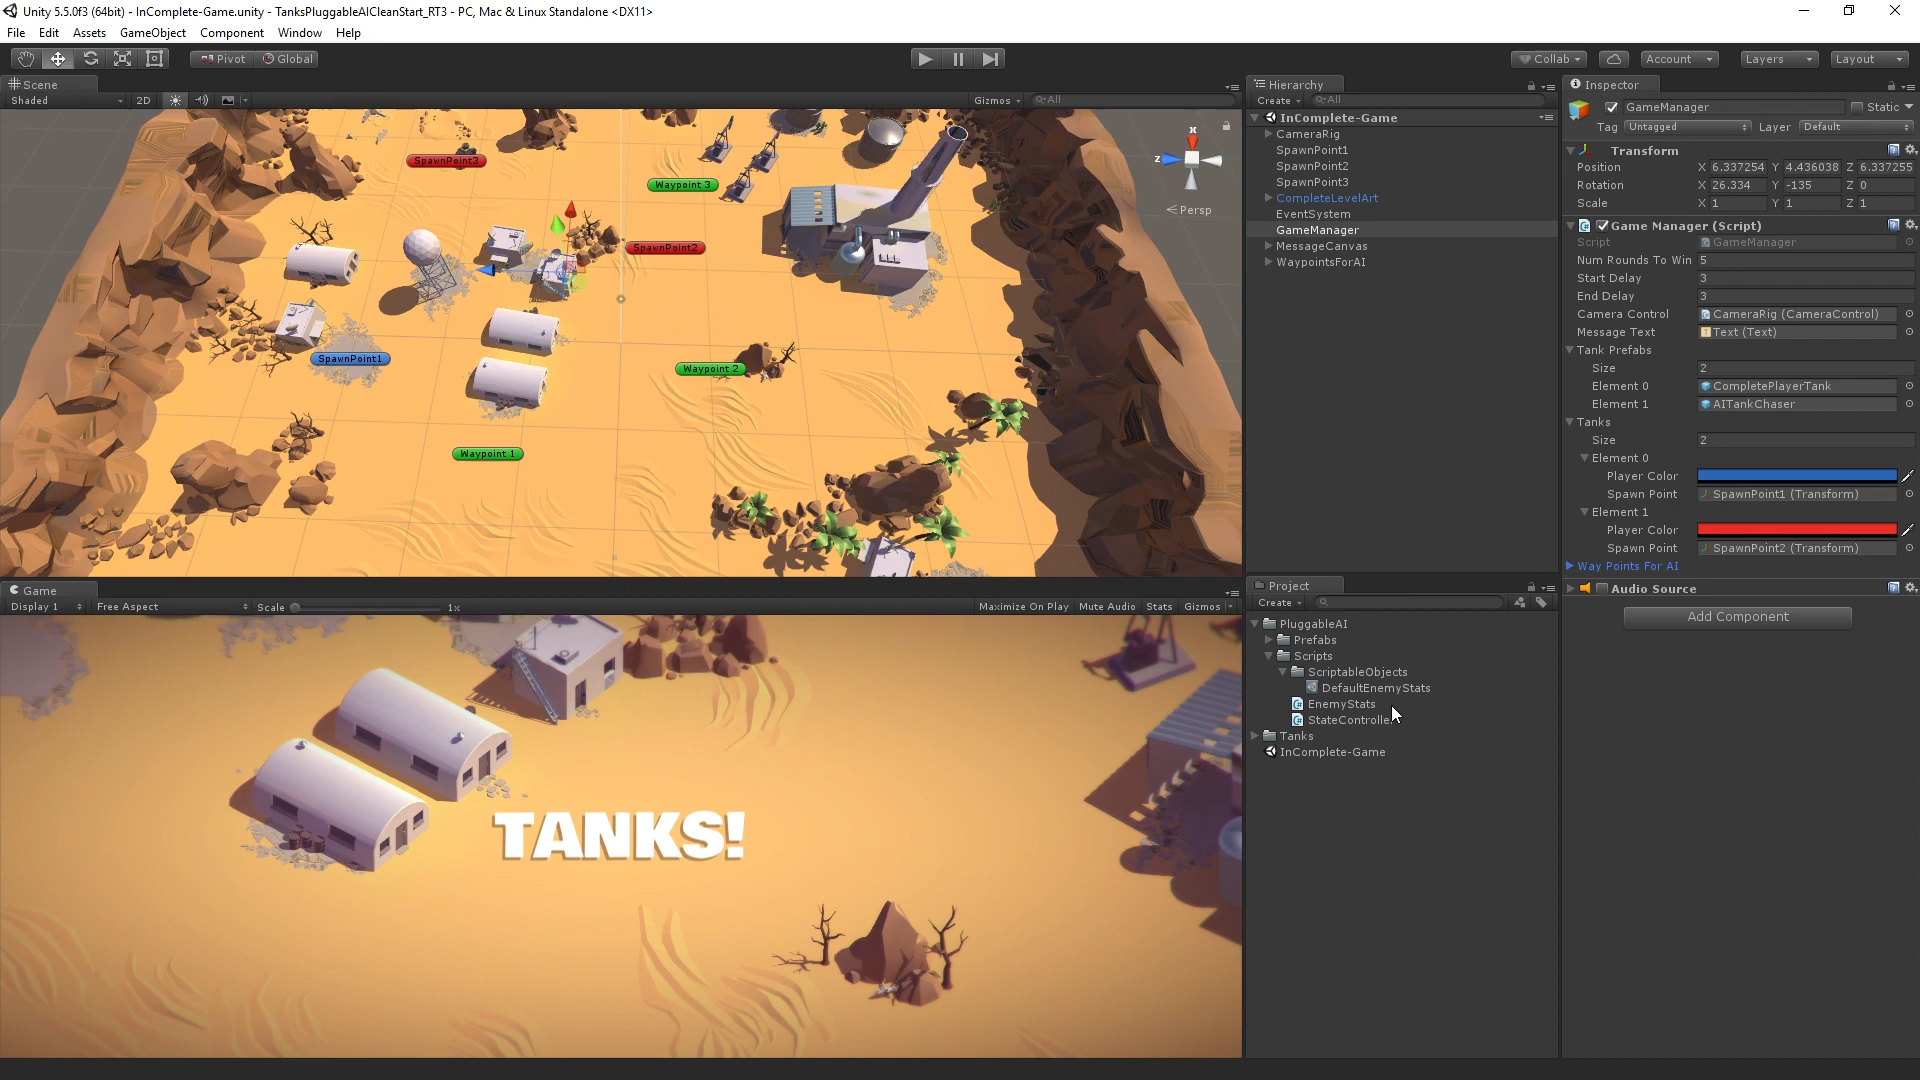 Unity 5.5.0f3 (64bit) - InComplete-Game.unity - TanksPluggableAICleanStart_RT3 - PC, Mac & Linux Standalone <DX11>
File Edit Assets GameObject Component Window Help
Pivot Global Collab Account Layers Layout
Scene
Shaded 2D Gizmos All
SpawnPoint3
Waypoint 3
SpawnPoint2
SpawnPoint1
Waypoint 2
Waypoint 1
x
z
Persp
Game
Display 1 Free Aspect Scale 1x Maximize On Play Mute Audio Stats Gizmos
TANKS!
Hierarchy
Create All
InComplete-Game
CameraRig
SpawnPoint1
SpawnPoint2
SpawnPoint3
CompleteLevelArt
EventSystem
GameManager
MessageCanvas
WaypointsForAI
Project
Create
PluggableAI
Prefabs
Scripts
ScriptableObjects
DefaultEnemyStats
EnemyStats
StateControlle
Tanks
InComplete-Game
Inspector
GameManager Static
Tag Untagged Layer Default
Transform
Position X 6.337254 Y 4.436038 Z 6.337255
Rotation X 26.334 Y -135 Z 0
Scale X 1 Y 1 Z 1
Game Manager (Script)
Script GameManager
Num Rounds To Win 5
Start Delay 3
End Delay 3
Camera Control CameraRig (CameraControl)
Message Text Text (Text)
Tank Prefabs
Size 2
Element 0 CompletePlayerTank
Element 1 AITankChaser
Tanks
Size 2
Element 0
Player Color
Spawn Point SpawnPoint1 (Transform)
Element 1
Player Color
Spawn Point SpawnPoint2 (Transform)
Way Points For AI
Audio Source
Add Component